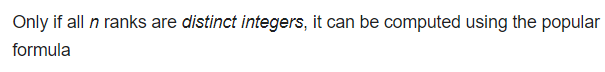 Only if all n ranks are distinct integers, it can be computed using the popular
formula